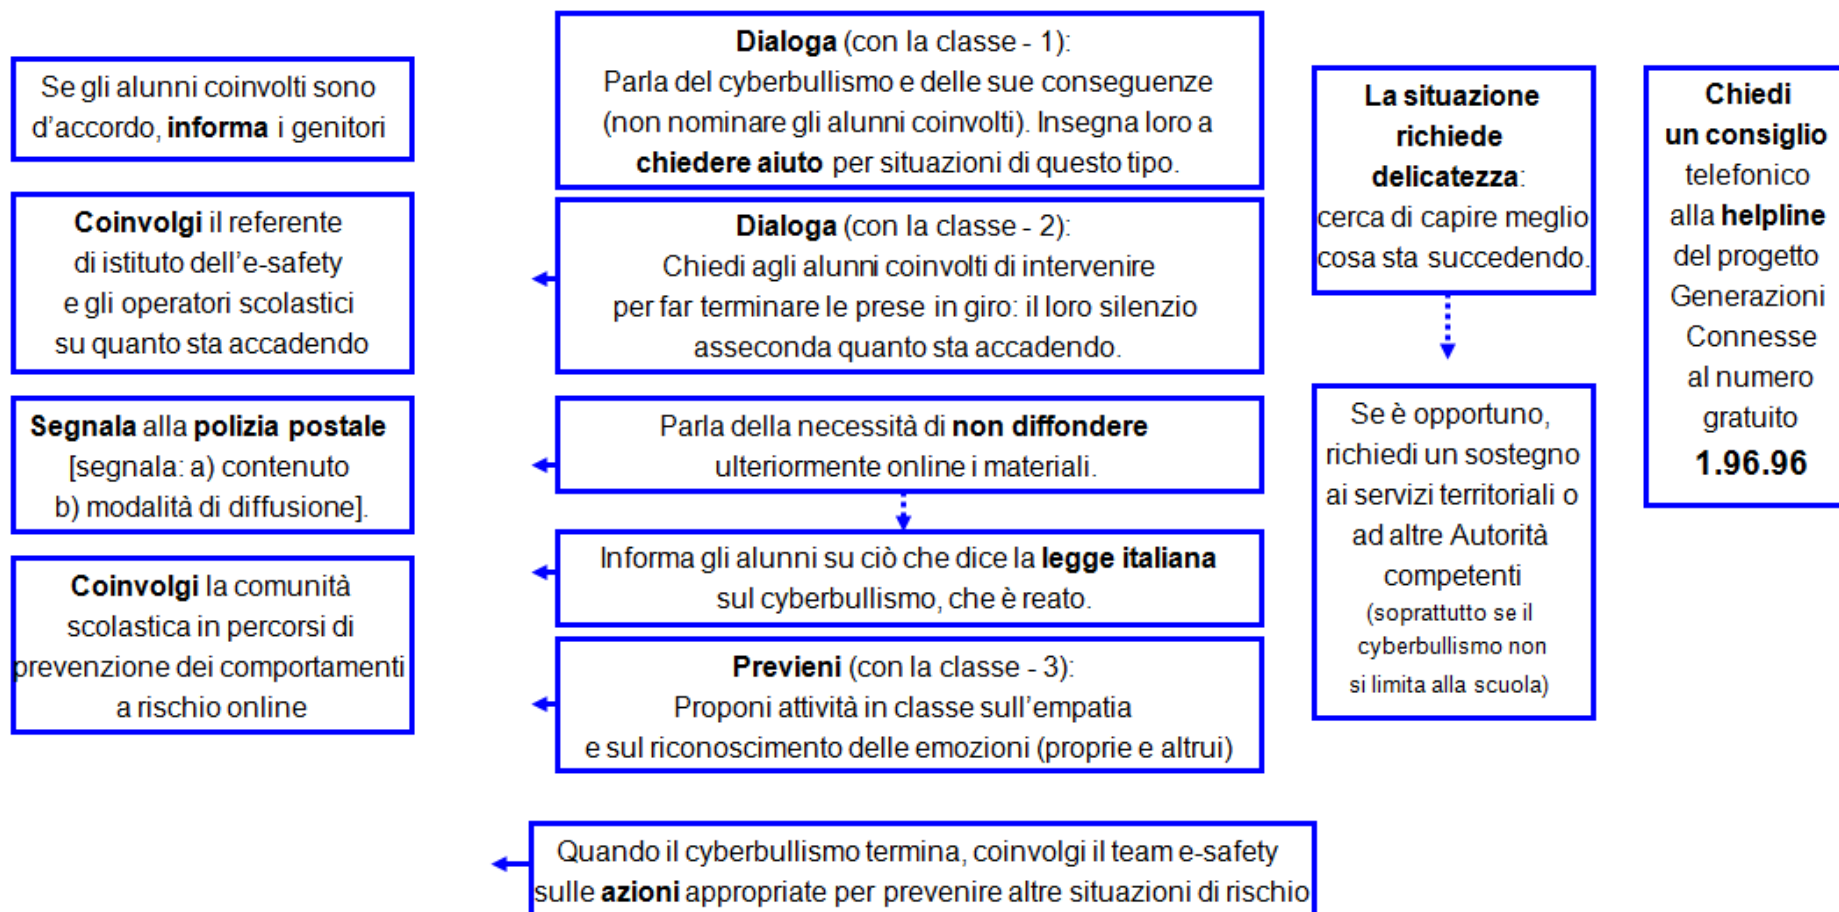 Se gli alunni coinvolti sono
d'accordo, informa i genitori
Coinvolgi il referente
di istituto dell'e-safety
e gli operatori scolastici
su quanto sta accadendo
Segnala alla polizia postale
[segnala: a) contenuto
b) modalità di diffusione].
Coinvolgi la comunità
scolastica in percorsi di
prevenzione dei comportamenti
a rischio online
Dialoga (con la classe - 1):
Parla del cyberbullismo e delle sue conseguenze
(non nominare gli alunni coinvolti). Insegna loro a
chiedere aiuto per situazioni di questo tipo.
Dialoga (con la classe - 2):
Chiedi agli alunni coinvolti di intervenire
per far terminare le prese in giro: il loro silenzio
asseconda quanto sta accadendo.
Parla della necessità di non diffondere
ulteriormente online i materiali.
Informa gli alunni su ciò che dice la legge italiana
sul cyberbullismo, che è reato.
Previeni (con la classe - 3):
Proponi attività in classe sull'empatia
e sul riconoscimento delle emozioni (proprie e altrui)
Quando il cyberbullismo termina, coinvolgi il team e-safety
sulle azioni appropriate per prevenire altre situazioni di rischio
La situazione
richiede
delicatezza:
cerca di capire meglio
cosa sta succedendo.
Se è opportuno,
richiedi un sostegno
ai servizi territoriali o
ad altre Autorità
competenti
(soprattutto se il
cyberbullismo non
si limita alla scuola)
Chiedi
un consiglio
telefonico
alla helpline
del progetto
Generazioni
Connesse
al numero
gratuito
1.96.96